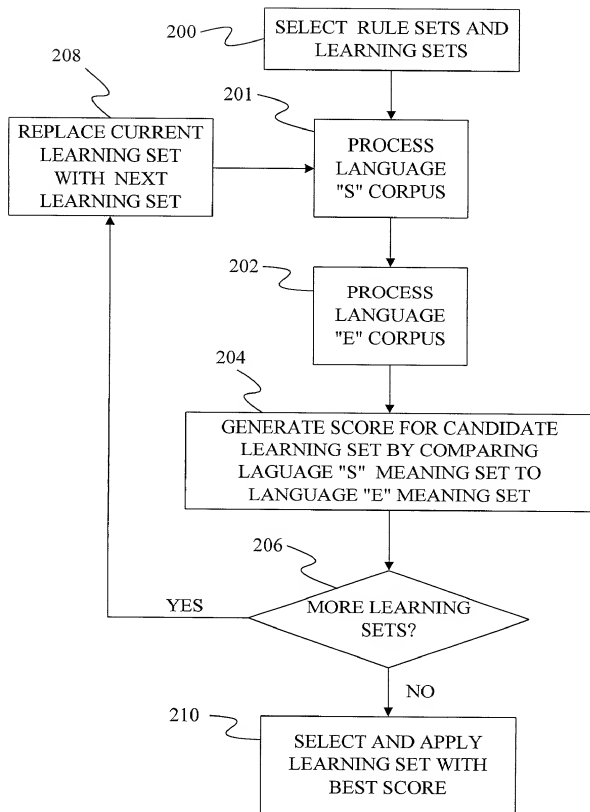 200
SELECT RULE SETS AND
LEARNING SETS
208
REPLACE CURRENT
LEARNING SET
WITH NEXT
LEARNING SET
201
PROCESS
LANGUAGE
"S" CORPUS
202
PROCESS
LANGUAGE
"E" CORPUS
204
GENERATE SCORE FOR CANDIDATE
LEARNING SET BY COMPARING
LAGUAGE "S" MEANING SET TO
LANGUAGE "E" MEANING SET
206
MORE LEARNING
SETS?
YES
NO
210
SELECT AND APPLY
LEARNING SET WITH
BEST SCORE